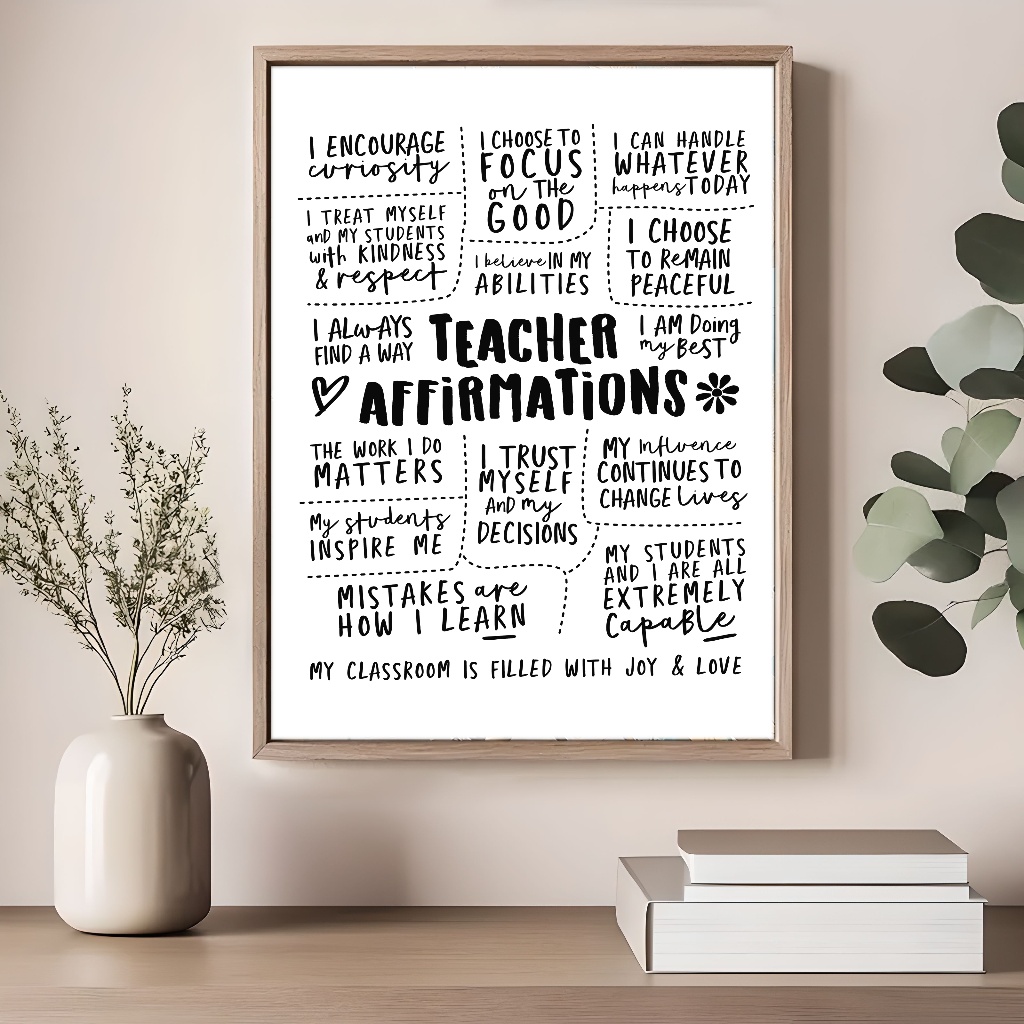 I ENCOURAGE
curiosity
I CHOOSE TO
FOCUS
on THE
GOOD
I CAN HANDLE
WHATEVER
happens TODAY
I TREAT MYSELF
and MY STUDENTS
with KINDNESS
& respect
I believe IN MY
ABILITIES
I CHOOSE
TO ReMAIN
PEACEFUL
I ALwAYS
FIND A WAY
TEACHER
I AM Doing
my BeST
AFFiRMATiONS
THE WORK I DO
MATTERS
I TRUST
MYSELF
AND my
DECISIONS
MY Influence
CONTINUES TO
CHANGE lives
My students
INSPIRE ME
MISTAKES are
HOW I LEARN
MY STUDENTS
AND I ARE ALL
EXTREMELY
CapaBLe
MY CLASSROOM IS FILLED WITH JOY & LOVE